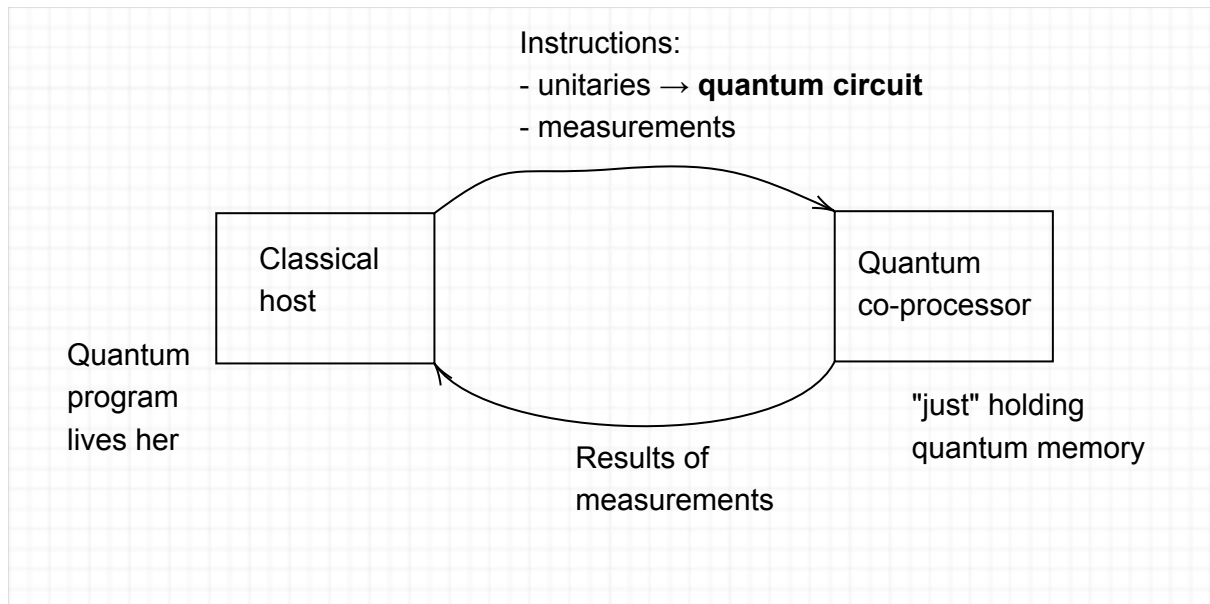 Instructions:
- unitaries → quantum circuit
- measurements
Classical
host
Quantum
co-processor
Quantum
program
lives her
"just" holding
quantum memory
Results of
measurements